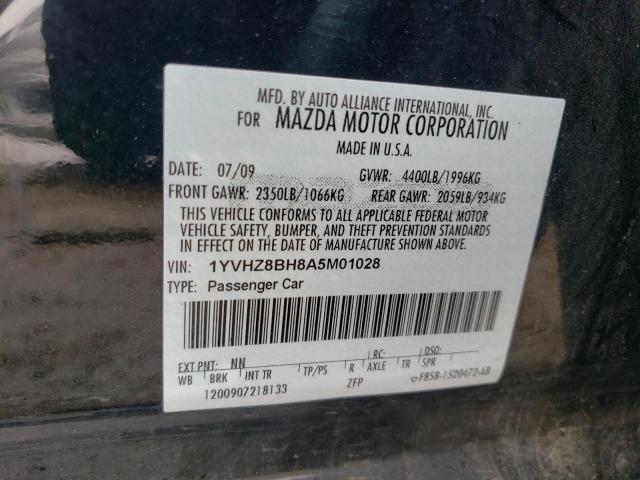 MFD. BY AUTO ALLIANCE INTERNATIONAL, INC.
FOR MAZDA MOTOR CORPORATION
MADE IN U.S.A.
DATE: 07/09 GVWR: 4400LB/1996KG
FRONT GAWR: 2350LB/1066KG REAR GAWR: 2059LB/934KG
THIS VEHICLE CONFORMS TO ALL APPLICABLE FEDERAL MOTOR
VEHICLE SAFETY, BUMPER, AND THEFT PREVENTION STANDARDS
IN EFFECT ON THE DATE OF MANUFACTURE SHOWN ABOVE.
VIN: 1YVHZ8BH8A5M01028
TYPE: Passenger Car
EXT PNT: NN RC: DSO:
WB BRK INT TR TP/PS R AXLE TR SPR
1200907218133 ZFP F85B-1520472-AB